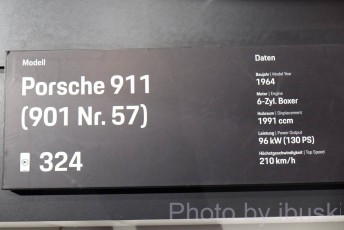 Modell
Porsche 911
(901 Nr. 57)
324
Daten
Baujahr | Model Year
1964
Motor | Engine
6-Zyl. Boxer
Hubraum | Displacement
1991 ccm
Leistung | Power Output
96 kW (130 PS)
Höchstgeschwindigkeit | Top Speed
210 km/h
Photo by ibuski